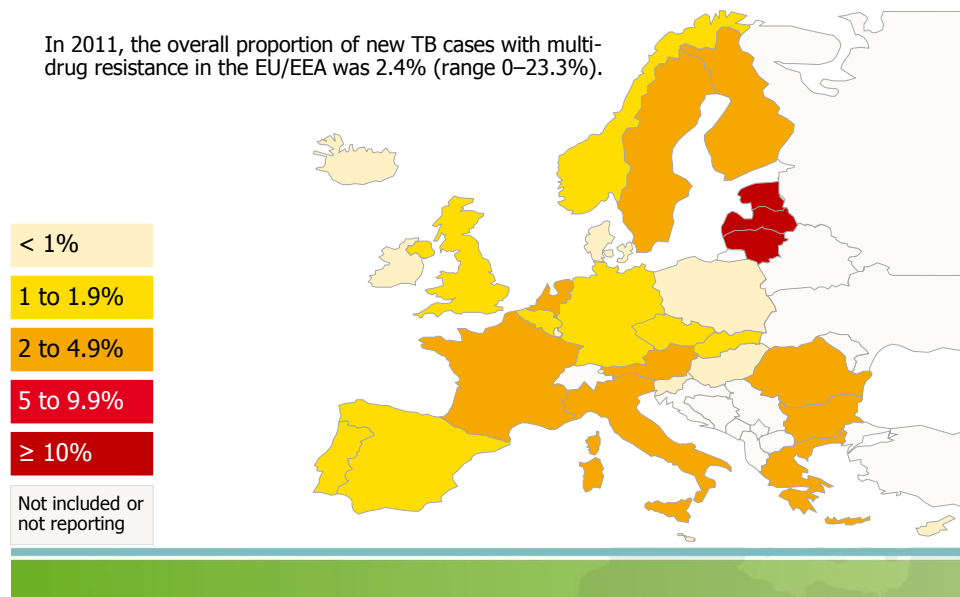 In 2011, the overall proportion of new TB cases with multi-
drug resistance in the EU/EEA was 2.4% (range 0–23.3%).
< 1%
1 to 1.9%
2 to 4.9%
5 to 9.9%
≥ 10%
Not included or
not reporting